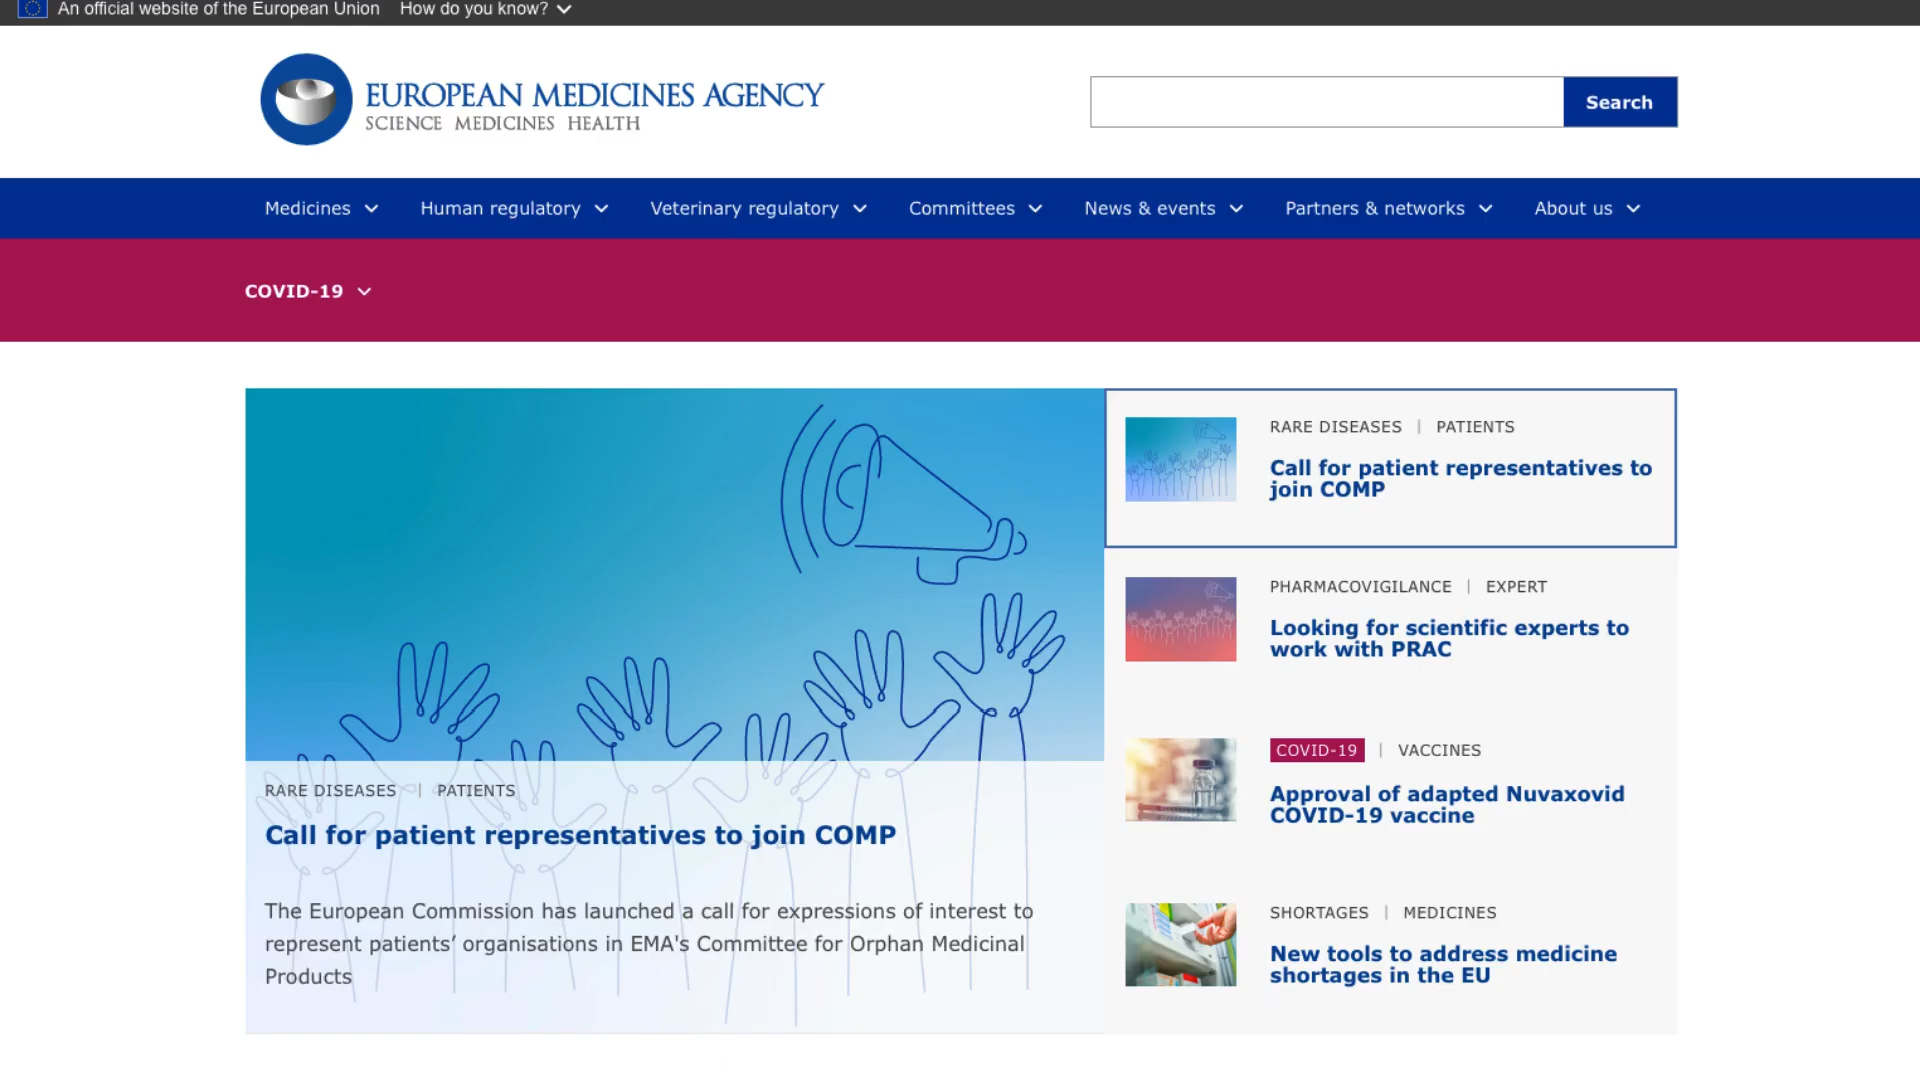 An official website of the European Union How do you know?
EUROPEAN MEDICINES AGENCY
SCIENCE MEDICINES HEALTH
Search
Medicines Human regulatory Veterinary regulatory Committees News & events Partners & networks About us
COVID-19
RARE DISEASES | PATIENTS
Call for patient representatives to join COMP
The European Commission has launched a call for expressions of interest to
represent patients’ organisations in EMA's Committee for Orphan Medicinal
Products
RARE DISEASES | PATIENTS
Call for patient representatives to
join COMP
PHARMACOVIGILANCE | EXPERT
Looking for scientific experts to
work with PRAC
COVID-19 | VACCINES
Approval of adapted Nuvaxovid
COVID-19 vaccine
SHORTAGES | MEDICINES
New tools to address medicine
shortages in the EU